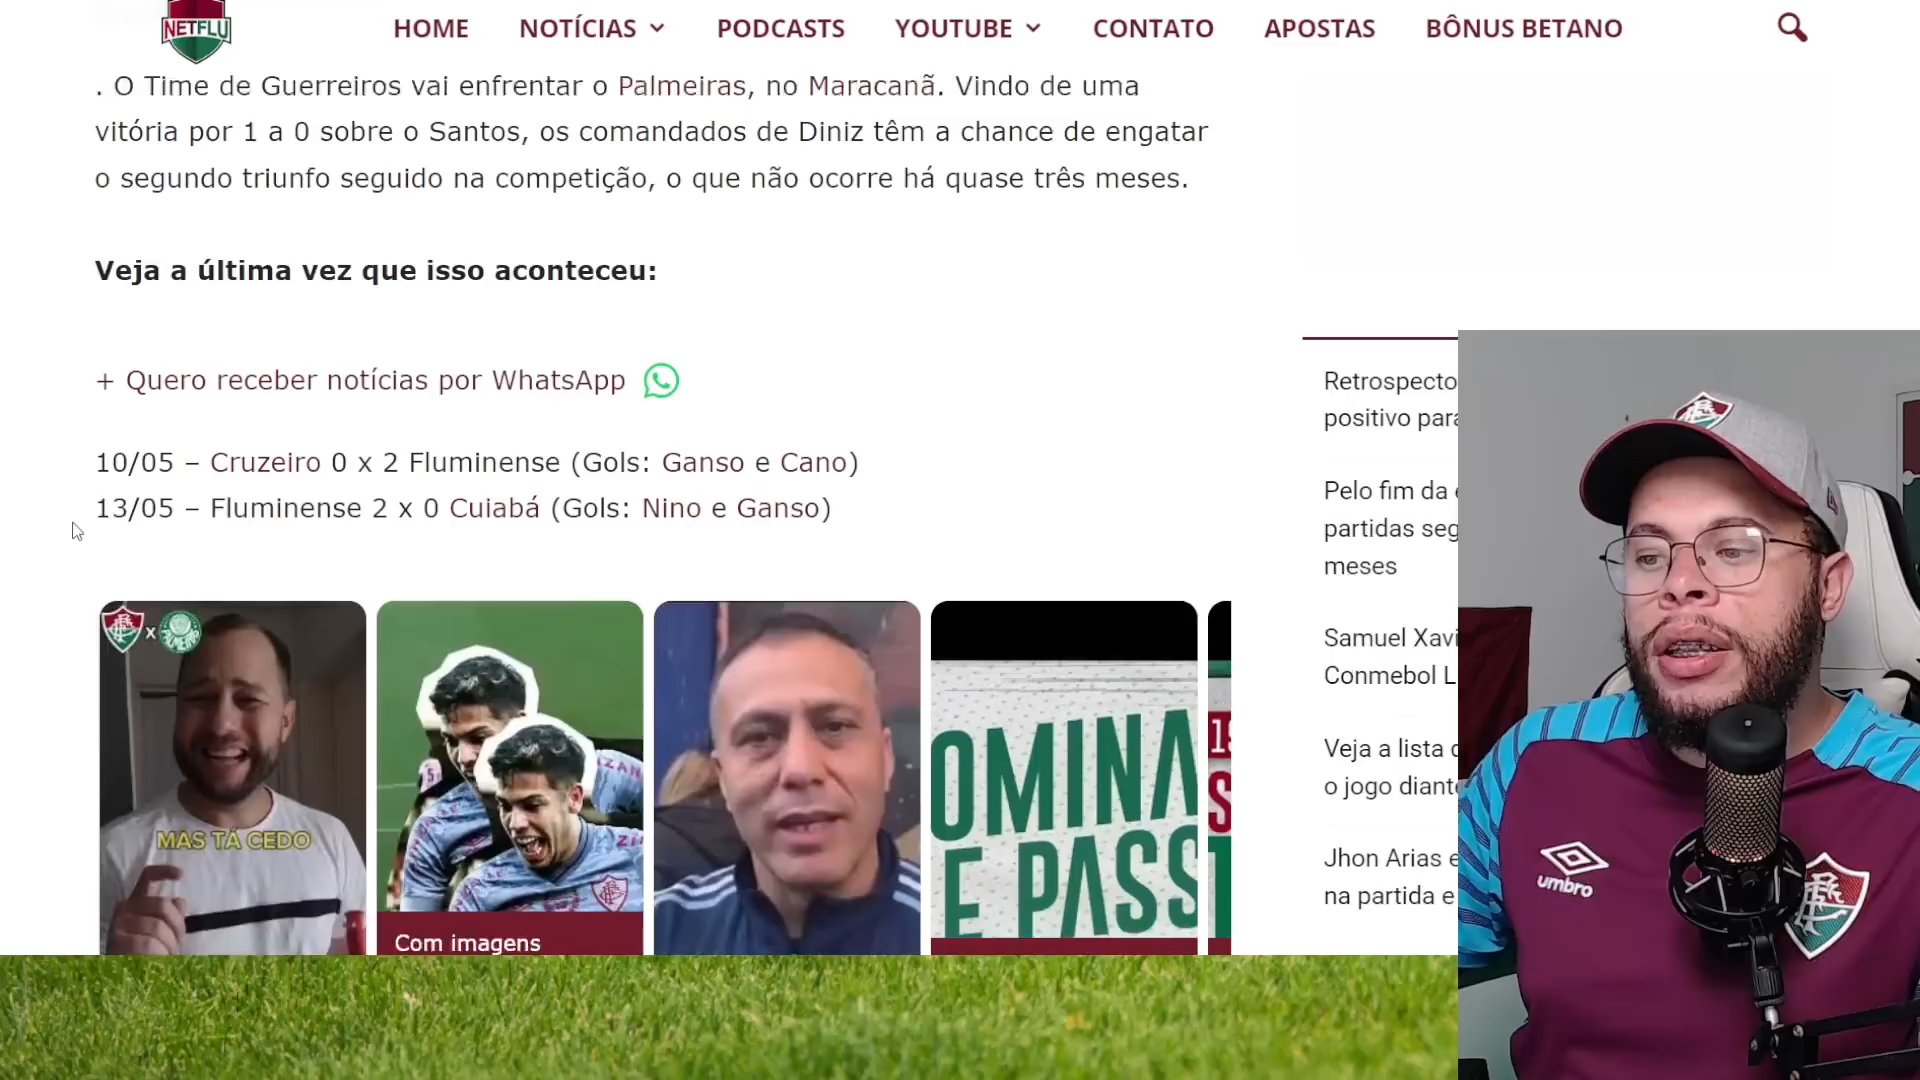 NETFLU
HOME NOTÍCIAS PODCASTS YOUTUBE CONTATO APOSTAS BÔNUS BETANO
. O Time de Guerreiros vai enfrentar o Palmeiras, no Maracanã. Vindo de uma
vitória por 1 a 0 sobre o Santos, os comandados de Diniz têm a chance de engatar
o segundo triunfo seguido na competição, o que não ocorre há quase três meses.
Veja a última vez que isso aconteceu:
+ Quero receber notícias por WhatsApp
10/05 – Cruzeiro 0 x 2 Fluminense (Gols: Ganso e Cano)
13/05 – Fluminense 2 x 0 Cuiabá (Gols: Nino e Ganso)
x
PALMEIRAS
MAS TÁ CEDO
Com imagens
OMINA
E PASS
Retrospecto
positivo para
Pelo fim da
partidas seg
meses
Samuel Xavi
Conmebol L
Veja a lista
o jogo diant
Jhon Arias e
na partida e
umbro